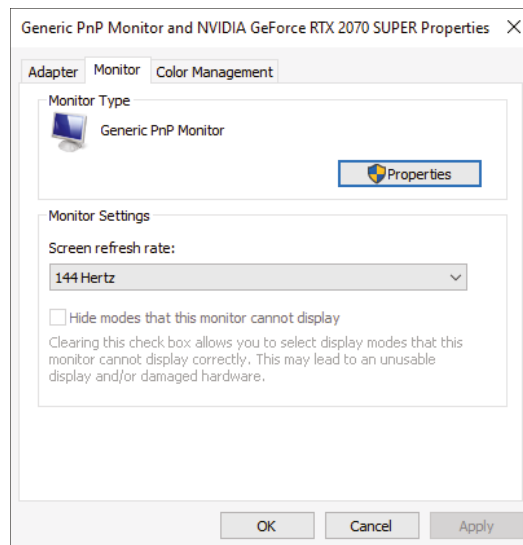 Generic PnP Monitor and NVIDIA GeForce RTX 2070 SUPER Properties
Adapter Monitor Color Management
Monitor Type
Generic PnP Monitor
Properties
Monitor Settings
Screen refresh rate:
144 Hertz
Hide modes that this monitor cannot display
Clearing this check box allows you to select display modes that this
monitor cannot display correctly. This may lead to an unusable
display and/or damaged hardware.
OK Cancel Apply